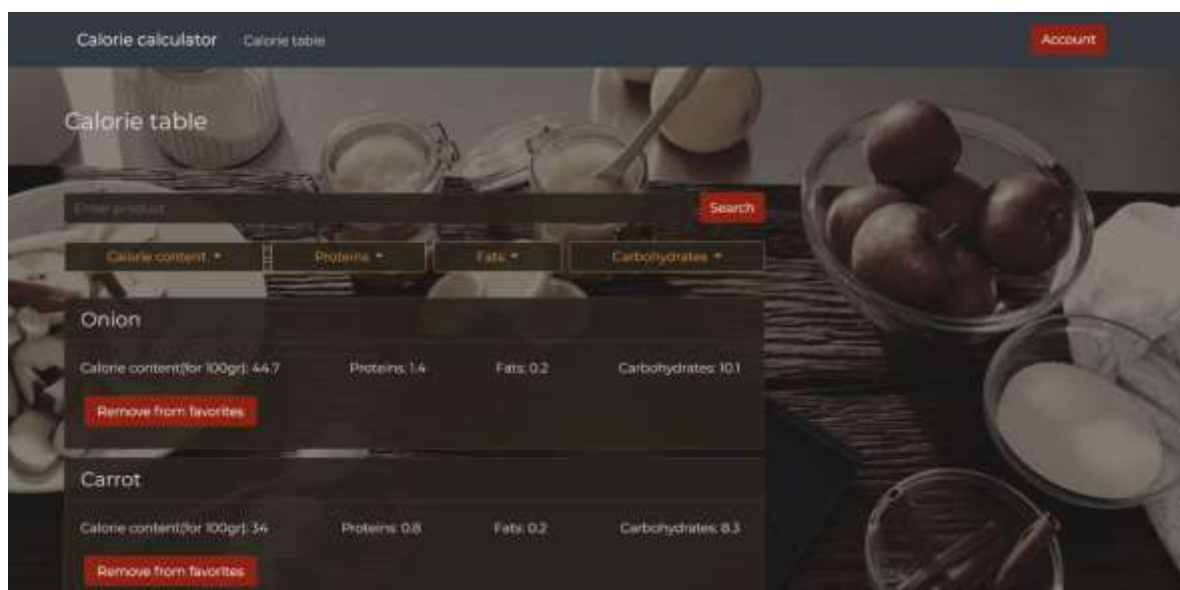 Calorie calculator Calorie table Account
Calorie table
Enter product Search
Calorie content Proteins Fats Carbohydrates
Onion
Calorie content(for 100gr): 44.7 Proteins: 1.4 Fats: 0.2 Carbohydrates: 10.1
Remove from favorites
Carrot
Calorie content(for 100gr): 34 Proteins: 0.8 Fats: 0.2 Carbohydrates: 8.3
Remove from favorites